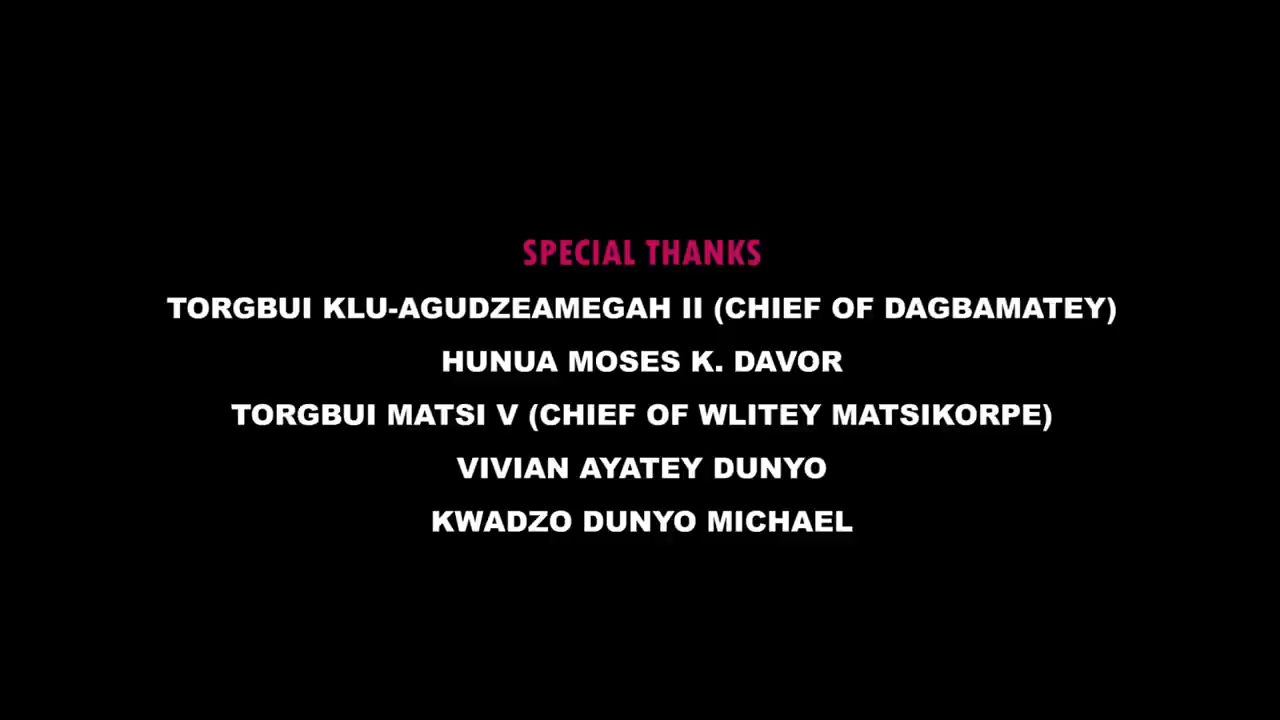 SPECIAL THANKS
TORGBUI KLU-AGUDZEAMEGAH II (CHIEF OF DAGBAMATEY)
HUNUA MOSES K. DAVOR
TORGBUI MATSI V (CHIEF OF WLITEY MATSIKORPE)
VIVIAN AYATEY DUNYO
KWADZO DUNYO MICHAEL